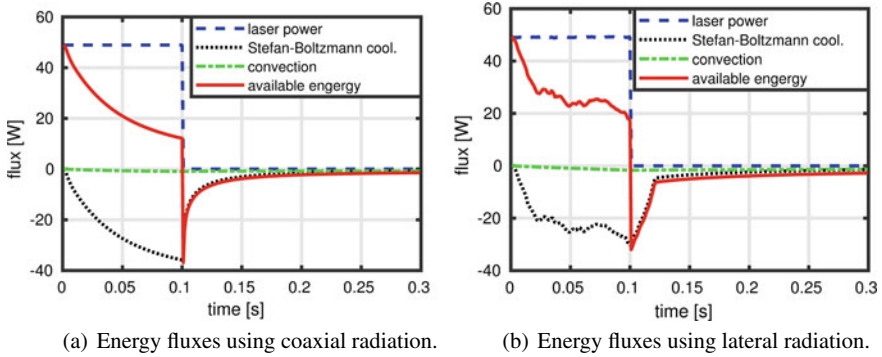 60
40
20
0
-20
-40
flux [W]
0
0.05
0.1
0.15
0.2
0.25
0.3
time [s]
laser power
Stefan-Boltzmann cool.
convection
available engergy
(a) Energy fluxes using coaxial radiation.
60
40
20
0
-20
-40
flux [W]
0
0.05
0.1
0.15
0.2
0.25
0.3
time [s]
laser power
Stefan-Boltzmann cool.
convection
available engergy
(b) Energy fluxes using lateral radiation.